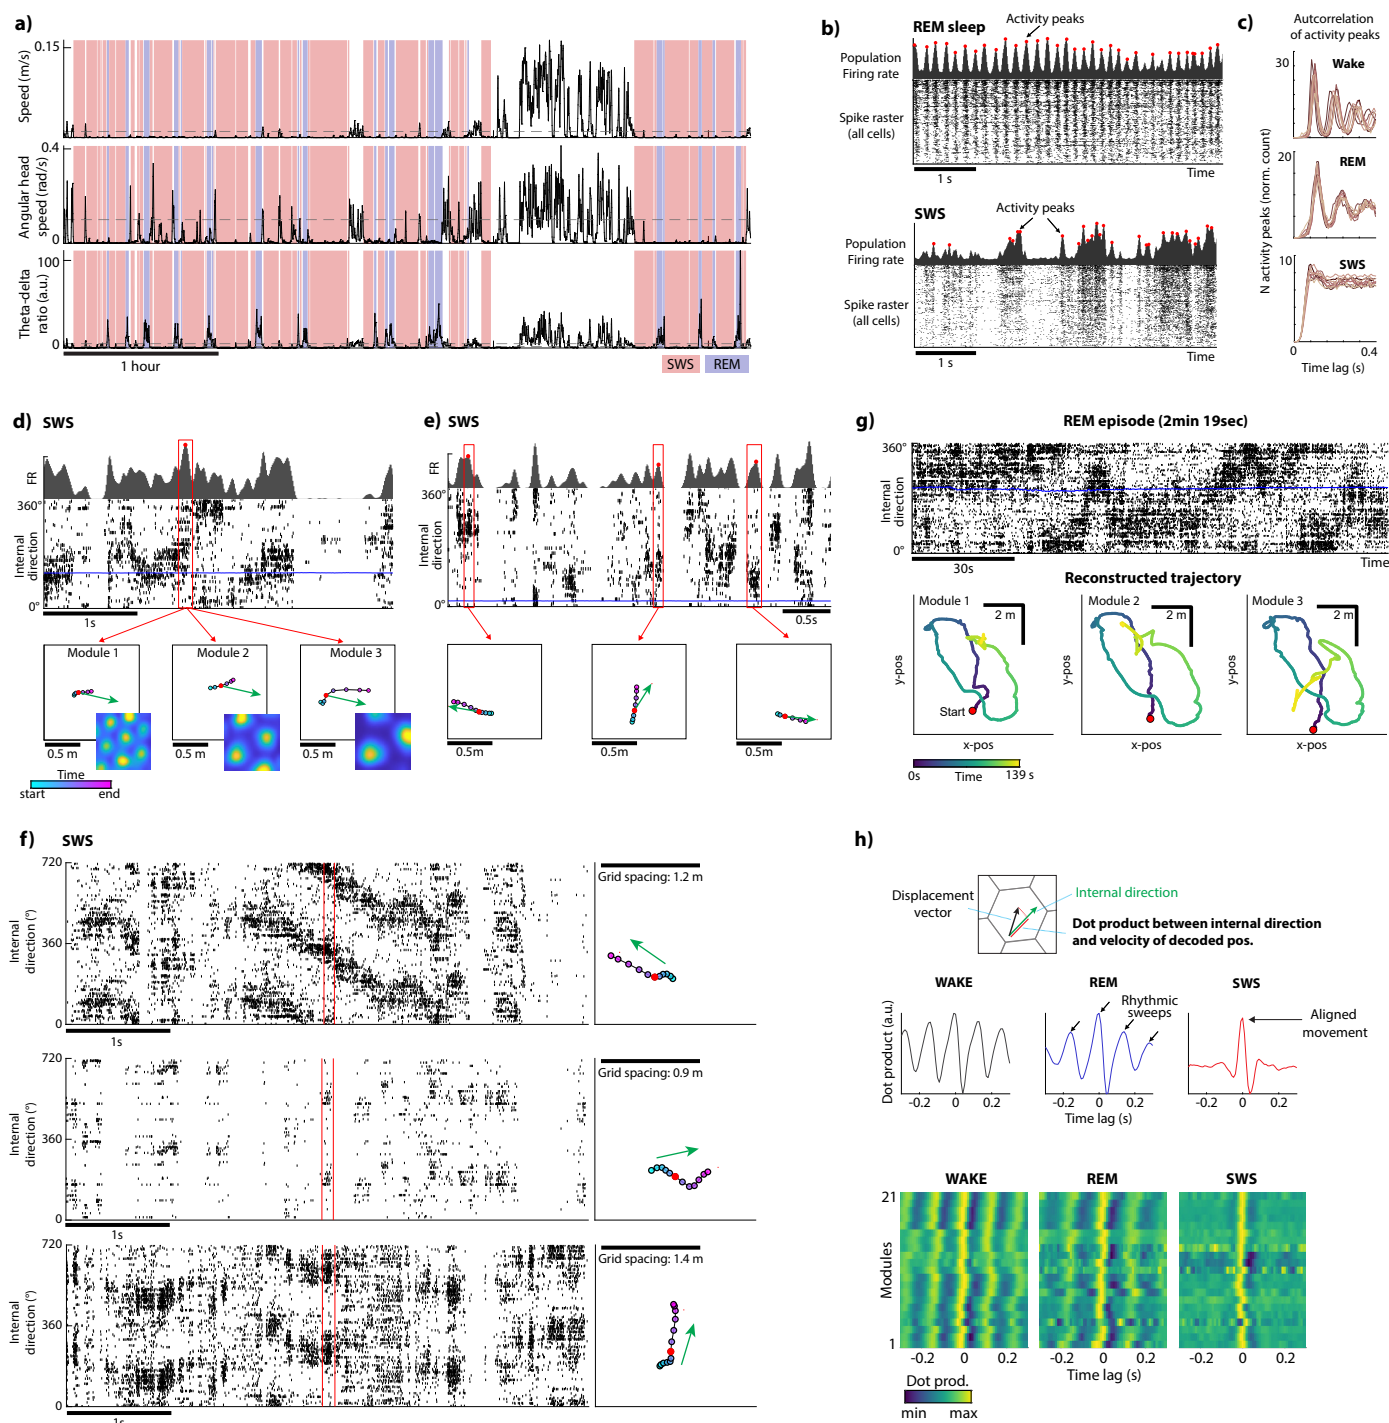 a)
0.15
Speed (m/s)
0
0.4
Angular head
speed (rad/s)
0
100
Theta-delta
ratio (a.u.)
0
1 hour
SWS
REM
b)
REM sleep
Activity peaks
Population
Firing rate
Spike raster
(all cells)
1 s
Time
SWS
Activity peaks
Population
Firing rate
Spike raster
(all cells)
1 s
Time
c)
Autcorrelation
of activity peaks
30
Wake
20
REM
10
SWS
N activity peaks (norm. count)
0
0.4
Time lag (s)
d)
SWS
FR
360°
Internal
direction
0°
1s
Module 1
Module 2
Module 3
0.5 m
0.5 m
0.5 m
Time
start
end
e)
SWS
FR
360°
Internal
direction
0°
0.5s
0.5m
0.5m
0.5m
g)
REM episode (2min 19sec)
360°
Internal
direction
0°
30s
Time
Reconstructed trajectory
Module 1
2 m
y-pos
Start
x-pos
Module 2
2 m
y-pos
x-pos
Module 3
2 m
y-pos
x-pos
0s
Time
139 s
f)
SWS
720
Internal
direction (°)
360
0
1s
Grid spacing: 1.2 m
720
Internal
direction (°)
360
0
1s
Grid spacing: 0.9 m
720
Internal
direction (°)
360
0
1s
Grid spacing: 1.4 m
h)
Displacement
vector
Internal direction
Dot product between internal direction
and velocity of decoded pos.
WAKE
REM
SWS
Rhythmic
sweeps
Aligned
movement
Dot product (a.u.)
-0.2
0
0.2
-0.2
0
0.2
-0.2
0
0.2
Time lag (s)
WAKE
REM
SWS
21
Modules
1
-0.2
0
0.2
-0.2
0
0.2
-0.2
0
0.2
Time lag (s)
Dot prod.
min
max